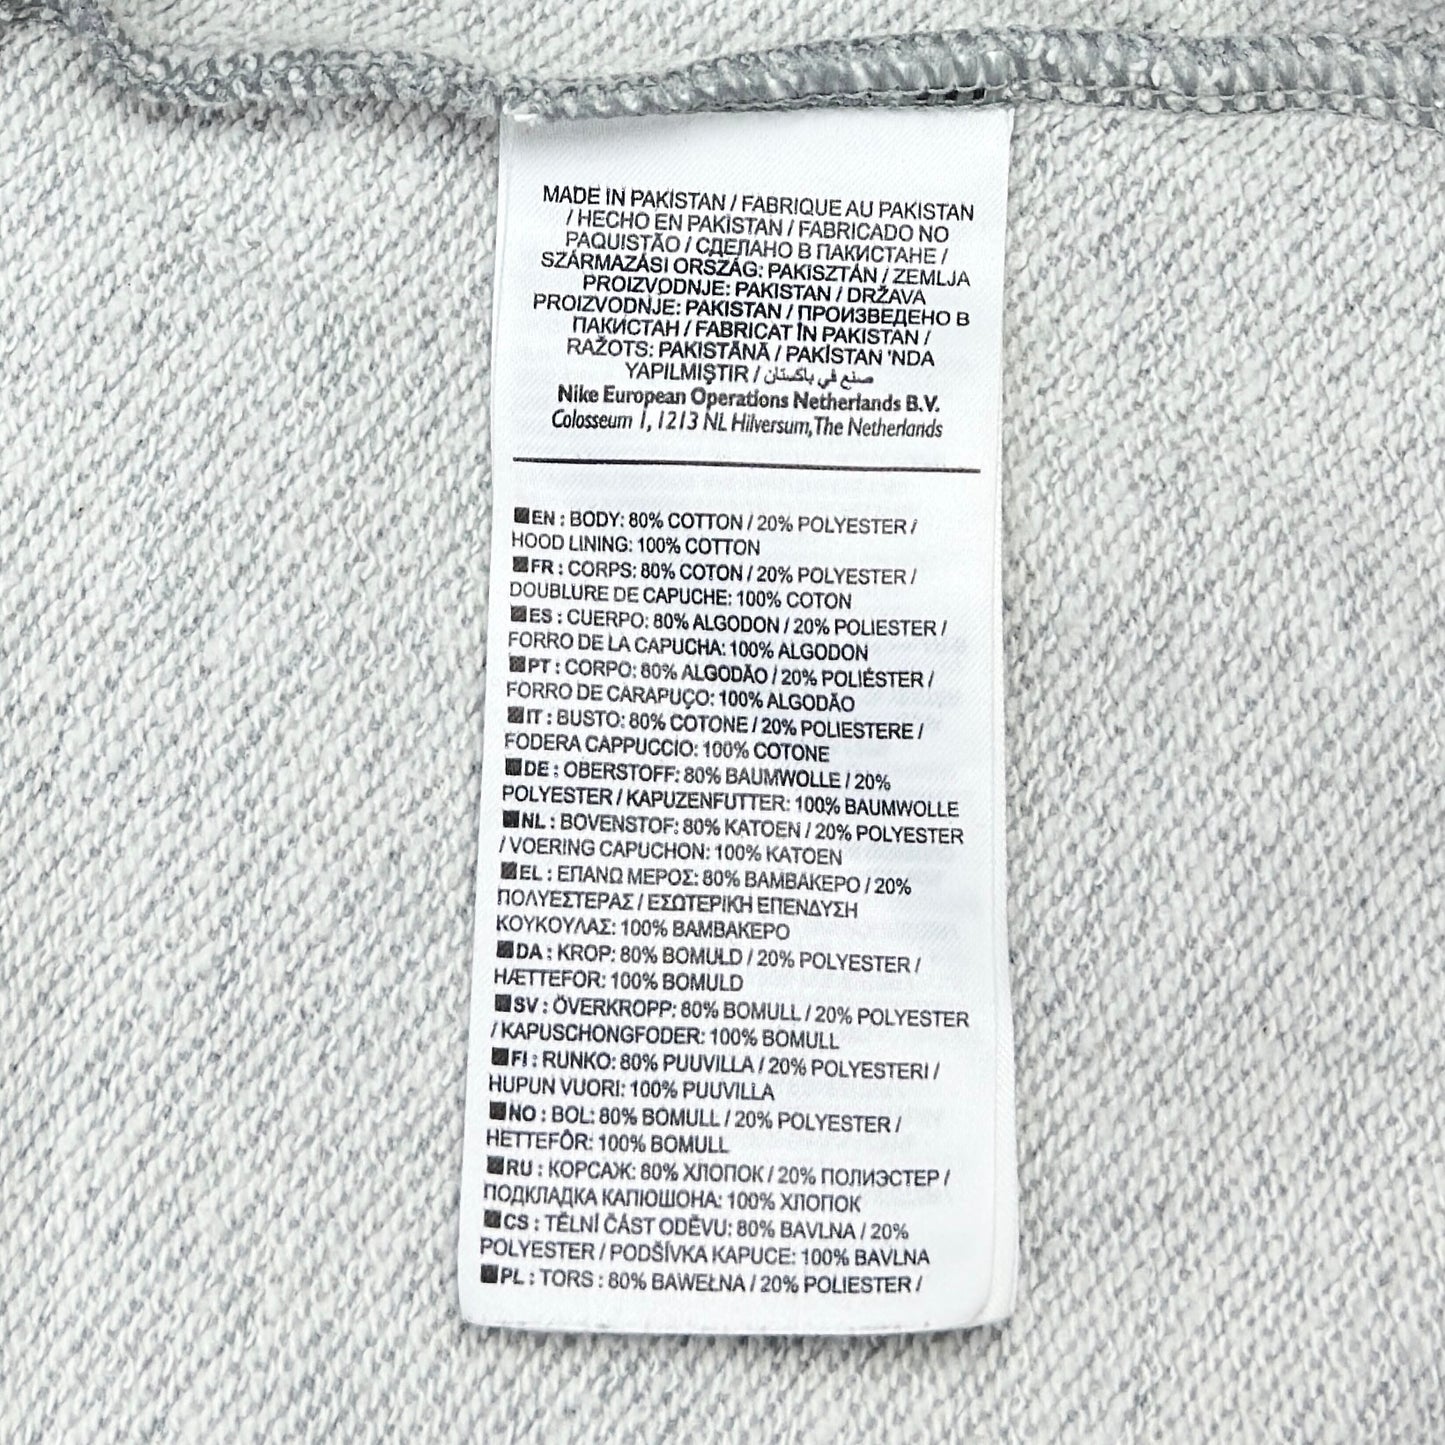 MADE IN PAKISTAN / FABRIQUE AU PAKISTAN
/ HECHO EN PAKISTAN / FABRICADO NO
PAQUISTÃO / СДЕЛАНО В ПАКИСТАНЕ /
SZÁRMAZÁSI ORSZÁG: PAKISZTÁN / ZEMLJA
PROIZVODNJE: PAKISTAN / DRŽAVA
PROIZVODNJE: PAKISTAN / ПРОИЗВЕДЕНО В
ПАКИСТАН / FABRICAT ÎN PAKISTAN /
RAŽOTS: PAKISTĀNĀ / PAKİSTAN 'NDA
YAPILMIŞTIR / صنع في باكستان
Nike European Operations Netherlands B.V.
Colosseum 1, 1213 NL Hilversum, The Netherlands
EN : BODY: 80% COTTON / 20% POLYESTER /
HOOD LINING: 100% COTTON
FR : CORPS: 80% COTON / 20% POLYESTER /
DOUBLURE DE CAPUCHE: 100% COTON
ES : CUERPO: 80% ALGODON / 20% POLIESTER /
FORRO DE LA CAPUCHA: 100% ALGODON
PT : CORPO: 80% ALGODÃO / 20% POLIÉSTER /
FORRO DE CARAPUÇO: 100% ALGODÃO
IT : BUSTO: 80% COTONE / 20% POLIESTERE /
FODERA CAPPUCCIO: 100% COTONE
DE : OBERSTOFF: 80% BAUMWOLLE / 20%
POLYESTER / KAPUZENFUTTER: 100% BAUMWOLLE
NL : BOVENSTOF: 80% KATOEN / 20% POLYESTER
/ VOERING CAPUCHON: 100% KATOEN
EL : ΕΠΑΝΩ ΜΕΡΟΣ: 80% ΒΑΜΒΑΚΕΡΟ / 20%
ΠΟΛΥΕΣΤΕΡΑΣ / ΕΣΩΤΕΡΙΚΗ ΕΠΕΝΔΥΣΗ
ΚΟΥΚΟΥΛΑΣ: 100% ΒΑΜΒΑΚΕΡΟ
DA : KROP: 80% BOMULD / 20% POLYESTER /
HÆTTEFOR: 100% BOMULD
SV : ÖVERKROPP: 80% BOMULL / 20% POLYESTER
/ KAPUSCHONGFODER: 100% BOMULL
FI : RUNKO: 80% PUUVILLA / 20% POLYESTERI /
HUPUN VUORI: 100% PUUVILLA
NO : BOL: 80% BOMULL / 20% POLYESTER /
HETTEFÔR: 100% BOMULL
RU : КОРСАЖ: 80% ХЛОПОК / 20% ПОЛИЭСТЕР /
ПОДКЛАДКА КАПЮШОНА: 100% ХЛОПОК
CS : TĚLNÍ ČÁST ODĚVU: 80% BAVLNA / 20%
POLYESTER / PODŠÍVKA KAPUCE: 100% BAVLNA
PL : TORS : 80% BAWEŁNA / 20% POLIESTER /